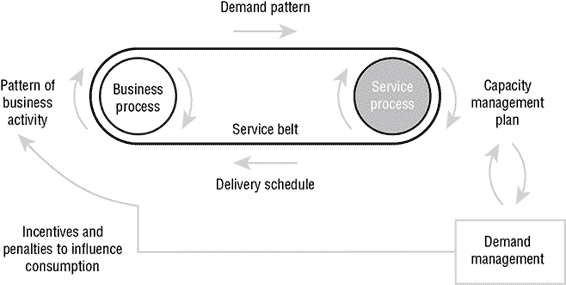 Demand pattern
Pattern of
business
activity
Business
process
Service
process
Capacity
management
plan
Service belt
Delivery schedule
Incentives and
penalties to influence
consumption
Demand
management